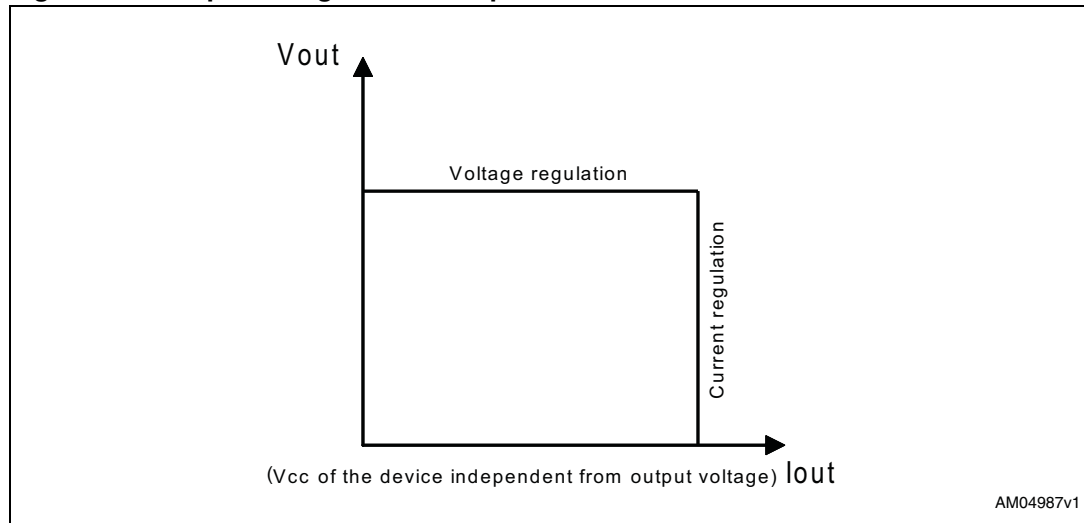 Vout
Voltage regulation
Current regulation
(Vcc of the device independent from output voltage) Iout
AM04987v1